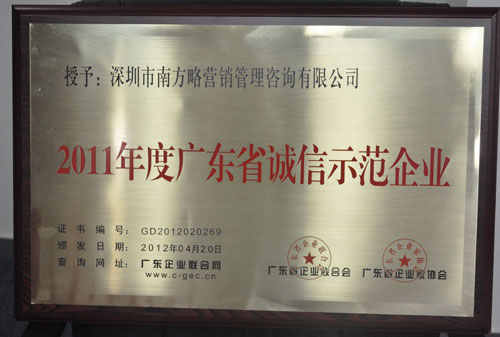 授予：深圳市南方略营销管理咨询有限公司
2011年度广东省诚信示范企业
证书编号：GD2012020269
颁发日期：2012年04月20日
查询网址：广东企业联合网
www.c-gec.cn
广东省企业联合会 广东省企业家协会